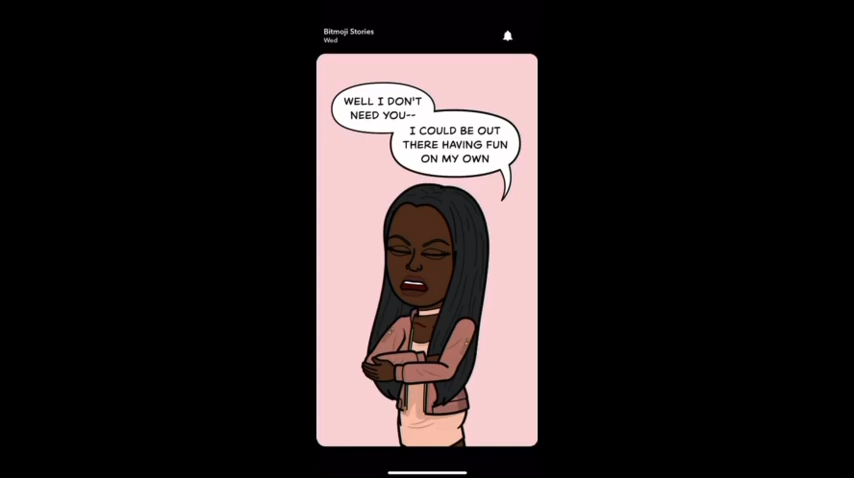 Bitmoji Stories
Wed
WELL I DON'T
NEED YOU--
I COULD BE OUT
THERE HAVING FUN
ON MY OWN